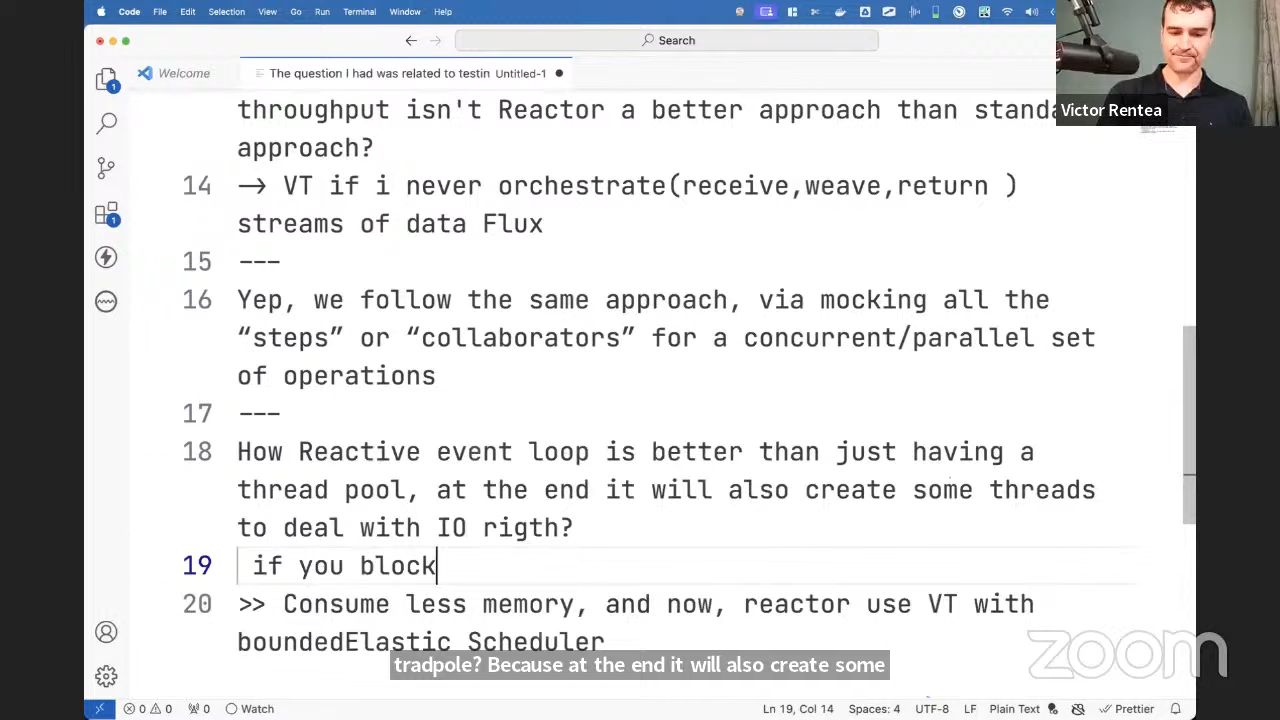 Code File Edit Selection View Go Run Terminal Window Help
Search
Welcome
The question I had was related to testin Untitled-1
Victor Rentea
throughput isn't Reactor a better approach than standa
approach?
14 -> VT if i never orchestrate(receive,weave,return )
streams of data Flux
15 ---
16 Yep, we follow the same approach, via mocking all the
“steps” or “collaborators” for a concurrent/parallel set
of operations
17 ---
18 How Reactive event loop is better than just having a
thread pool, at the end it will also create some threads
to deal with IO rigth?
19 if you block
20 >> Consume less memory, and now, reactor use VT with
boundedElastic Scheduler
tradpole? Because at the end it will also create some
zoom
0 0 0 Watch Ln 19, Col 14 Spaces: 4 UTF-8 LF Plain Text Prettier